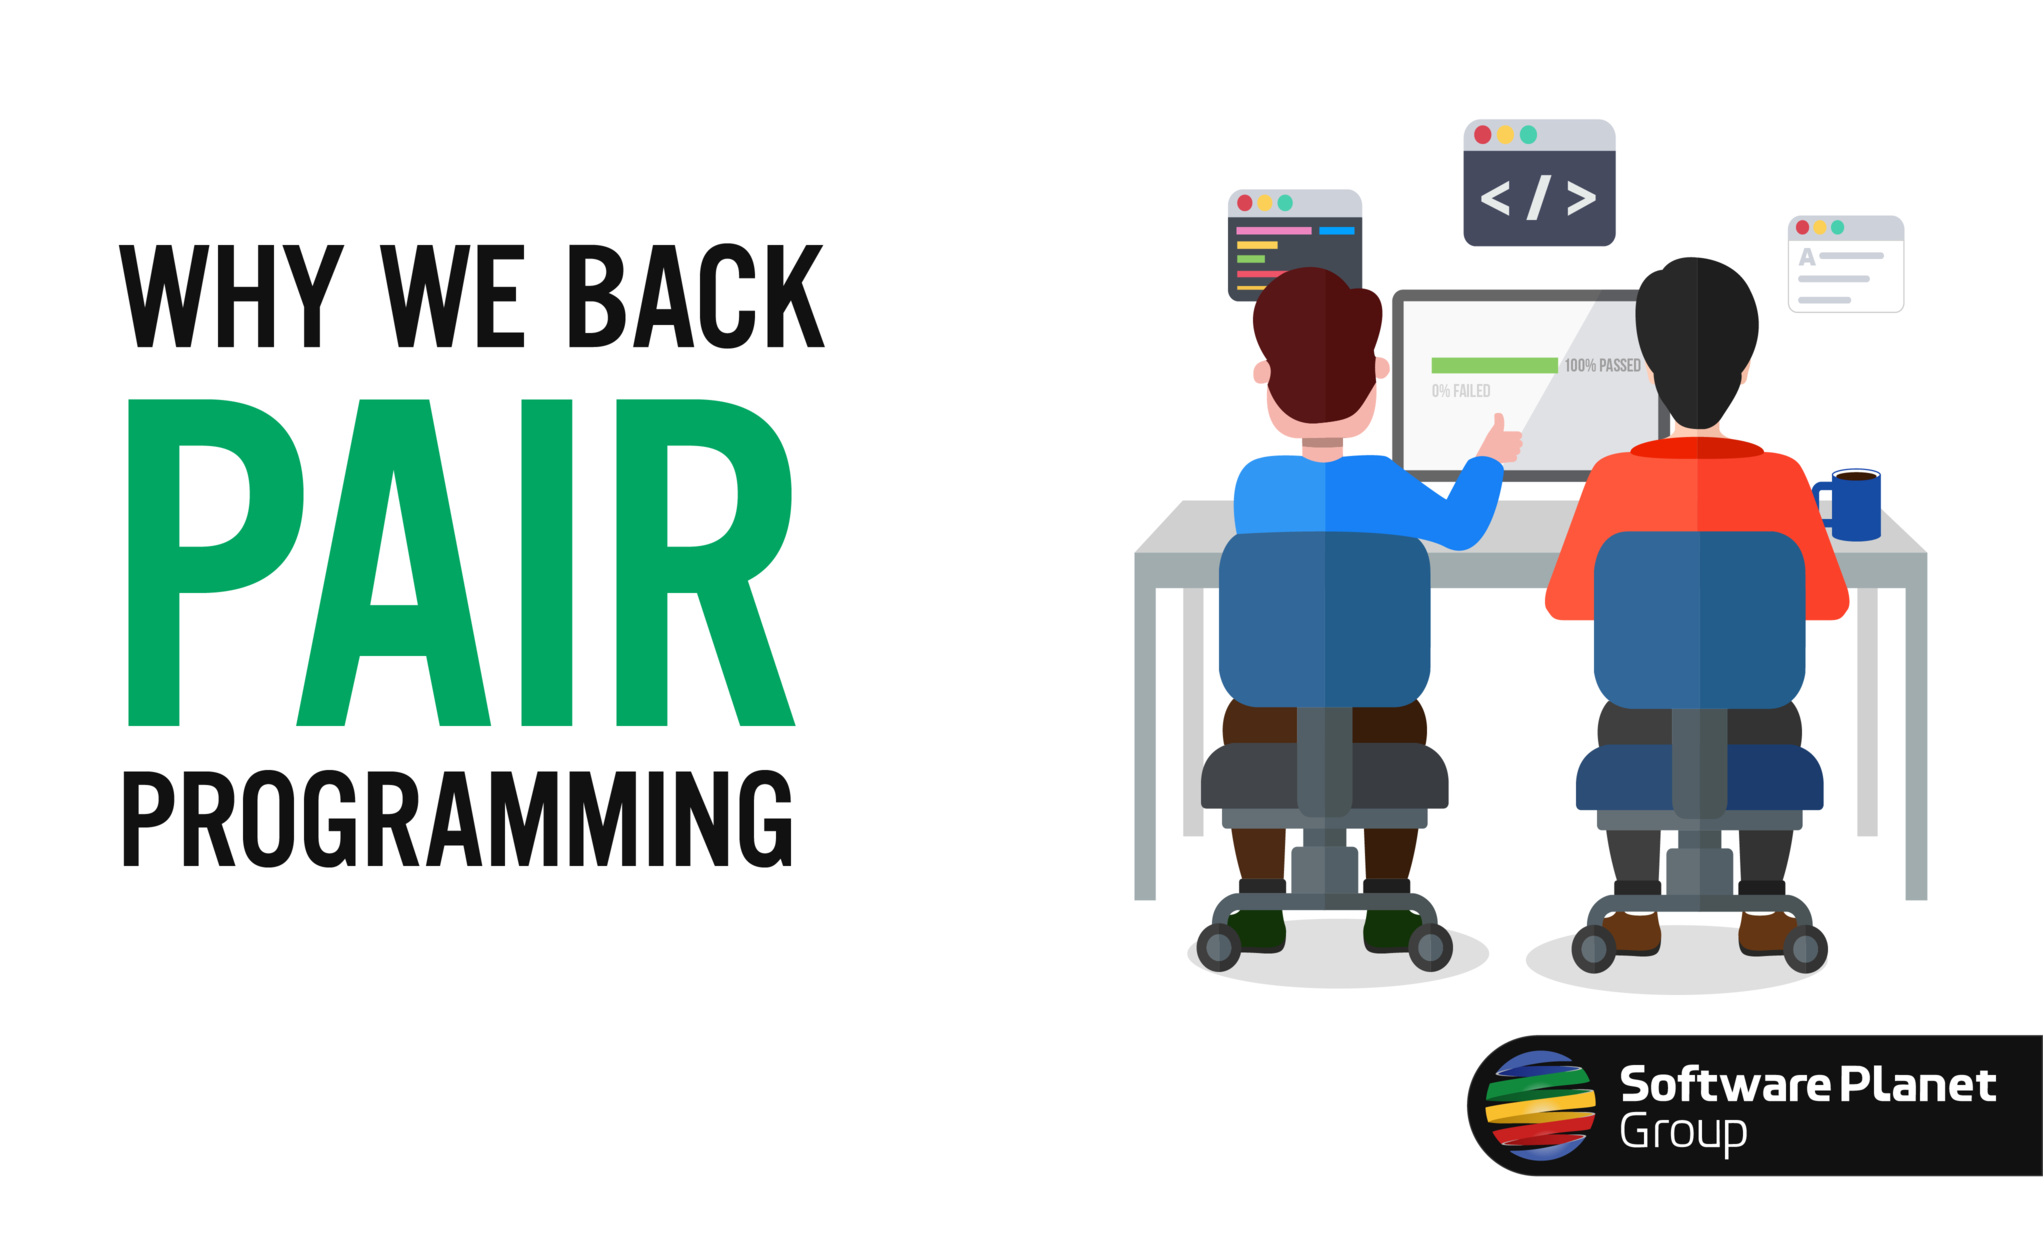 WHY WE BACK
PAIR
PROGRAMMING
</>
A
100% PASSED
0% FAILED
Software Planet
Group